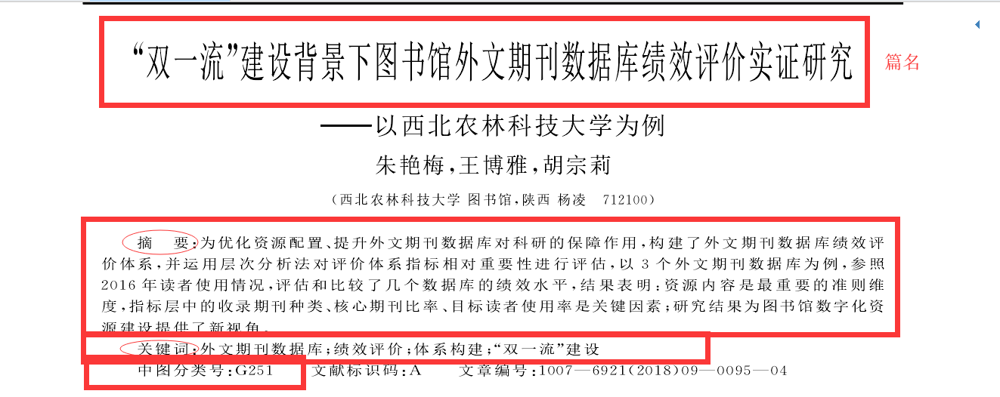 “双一流”建设背景下图书馆外文期刊数据库绩效评价实证研究
篇名
——以西北农林科技大学为例
朱艳梅,王博雅,胡宗莉
(西北农林科技大学 图书馆,陕西 杨凌 712100)
摘 要:为优化资源配置、提升外文期刊数据库对科研的保障作用,构建了外文期刊数据库绩效评
价体系,并运用层次分析法对评价体系指标相对重要性进行评估,以 3 个外文期刊数据库为例,参照
2016 年读者使用情况,评估和比较了几个数据库的绩效水平,结果表明:资源内容是最重要的准则维
度,指标层中的收录期刊种类、核心期刊比率、目标读者使用率是关键因素;研究结果为图书馆数字化资
源建设提供了新视角。
关键词:外文期刊数据库;绩效评价;体系构建;“双一流”建设
中图分类号:G251 文献标识码:A 文章编号:1007—6921(2018)09—0095—04